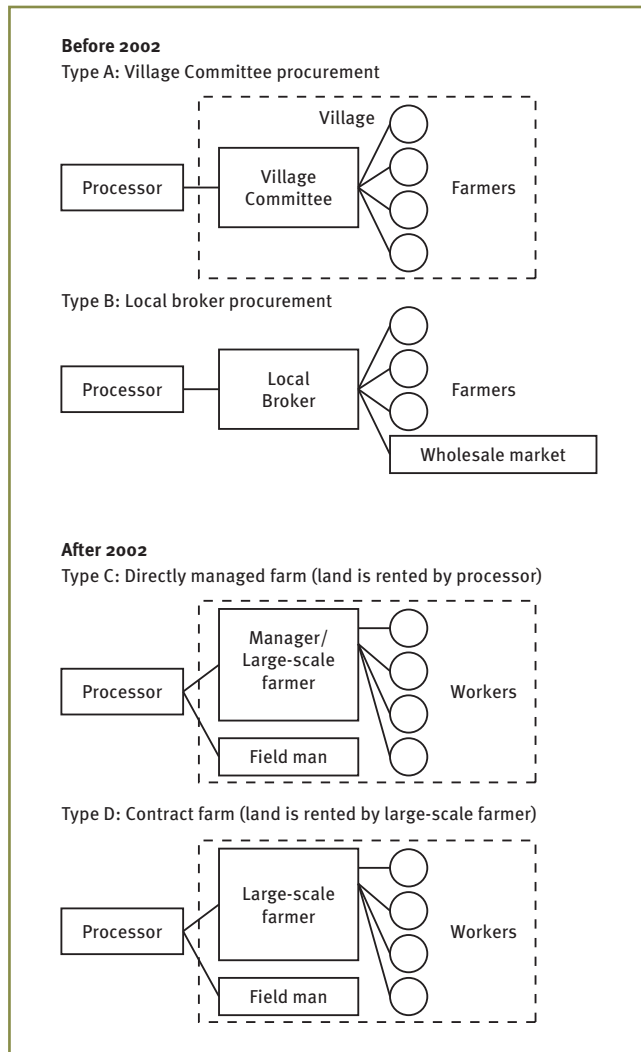 Before 2002
Type A: Village Committee procurement
Village
Processor
Village
Committee
Farmers
Type B: Local broker procurement
Processor
Local
Broker
Farmers
Wholesale market
After 2002
Type C: Directly managed farm (land is rented by processor)
Processor
Manager/
Large-scale
farmer
Workers
Field man
Type D: Contract farm (land is rented by large-scale farmer)
Processor
Large-scale
farmer
Workers
Field man